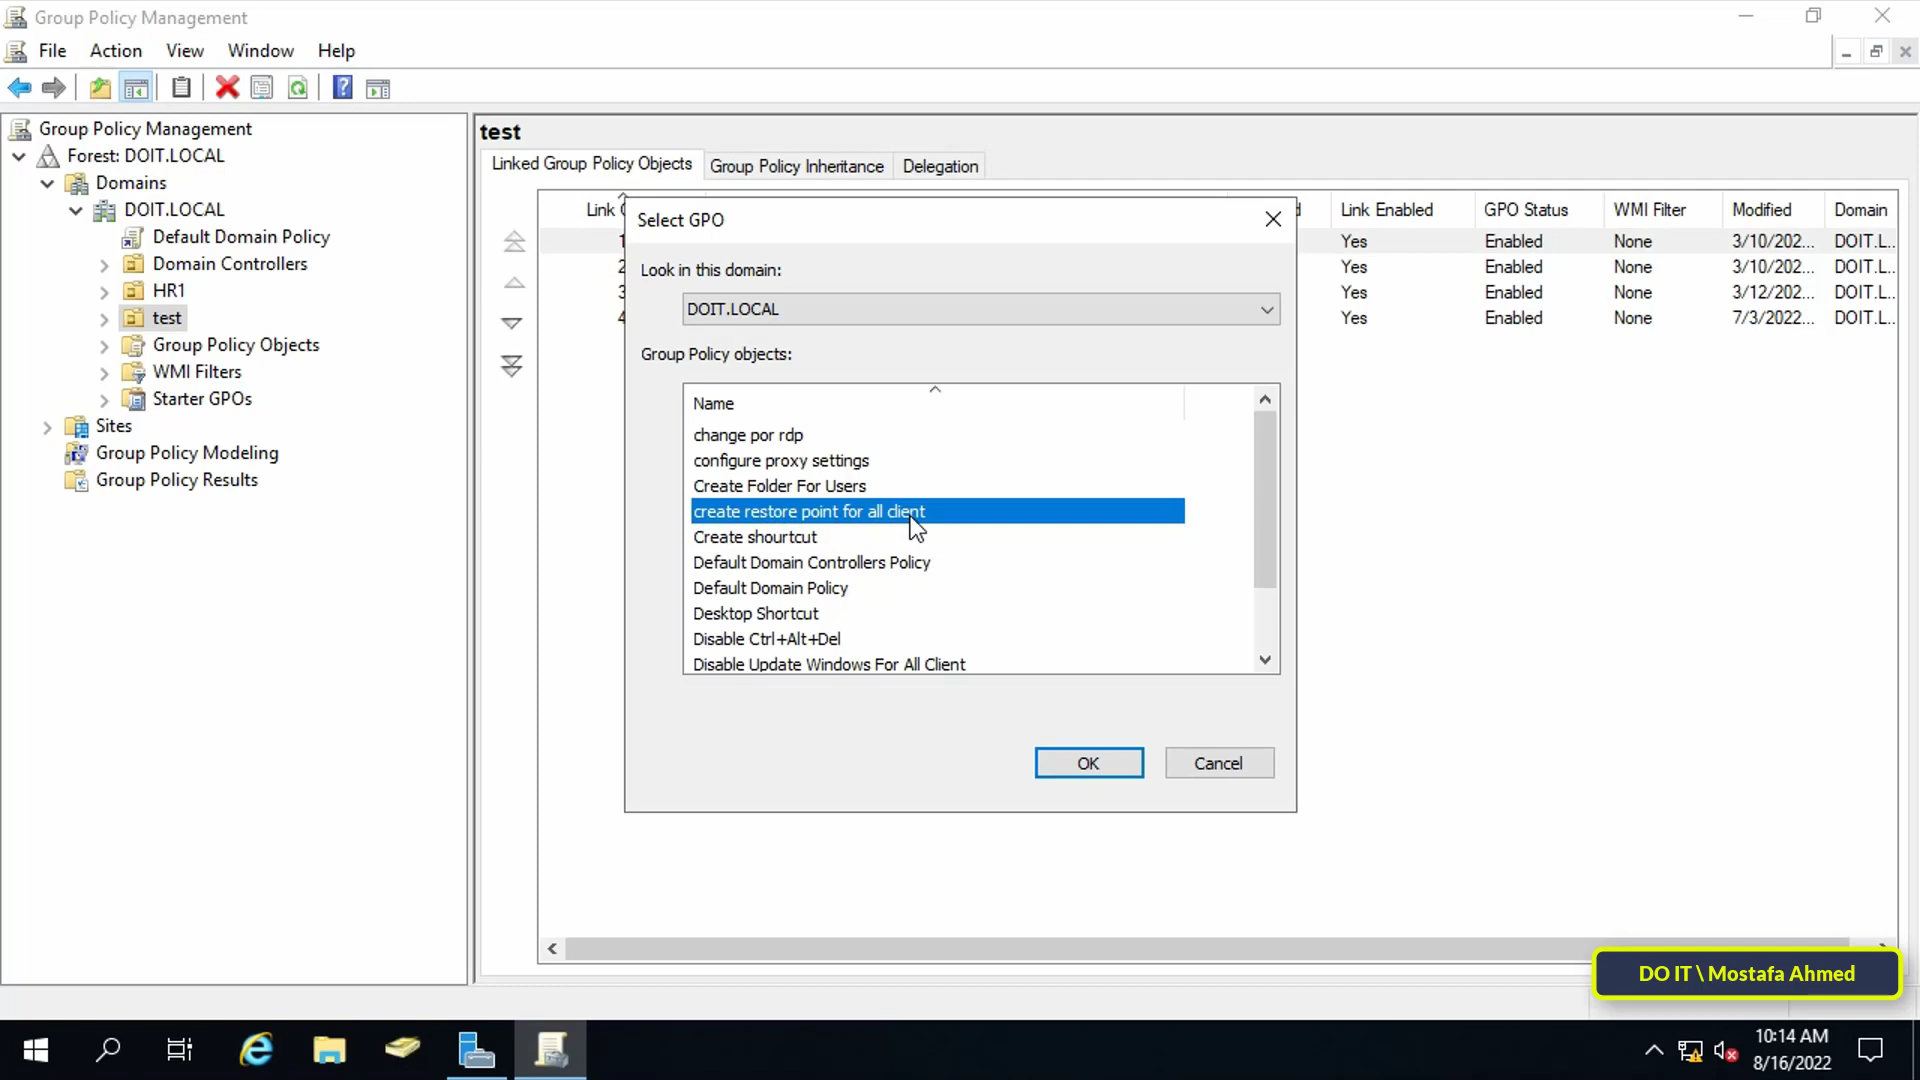 Group Policy Management
File Action View Window Help
Group Policy Management
Forest: DOIT.LOCAL
Domains
DOIT.LOCAL
Default Domain Policy
Domain Controllers
HR1
test
Group Policy Objects
WMI Filters
Starter GPOs
Sites
Group Policy Modeling
Group Policy Results
test
Linked Group Policy Objects Group Policy Inheritance Delegation
Link Link Enabled GPO Status WMI Filter Modified Domain
1 Yes Enabled None 3/10/202... DOIT.L...
2 Yes Enabled None 3/10/202... DOIT.L...
3 Yes Enabled None 3/12/202... DOIT.L...
4 Yes Enabled None 7/3/2022... DOIT.L...
Select GPO
Look in this domain:
DOIT.LOCAL
Group Policy objects:
Name
change por rdp
configure proxy settings
Create Folder For Users
create restore point for all client
Create shourtcut
Default Domain Controllers Policy
Default Domain Policy
Desktop Shortcut
Disable Ctrl+Alt+Del
Disable Update Windows For All Client
OK Cancel
DO IT \ Mostafa Ahmed
10:14 AM
8/16/2022